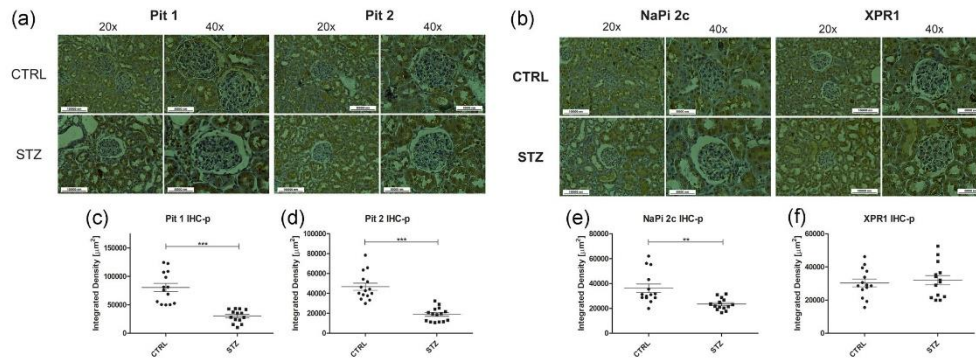 (a) Pit 1 Pit 2
20x 40x 20x 40x
CTRL
STZ
(b) NaPi 2c XPR1
20x 40x 20x 40x
CTRL
STZ
(c) Pit 1 IHC-p
Integrated Density [µm²]
150000
100000
50000
0
***
CTRL STZ
(d) Pit 2 IHC-p
Integrated Density [µm²]
100000
80000
60000
40000
20000
0
***
CTRL STZ
(e) NaPi 2c IHC-p
Integrated Density [µm²]
80000
60000
40000
20000
0
**
CTRL STZ
(f) XPR1 IHC-p
Integrated Density [µm²]
60000
40000
20000
0
CTRL STZ